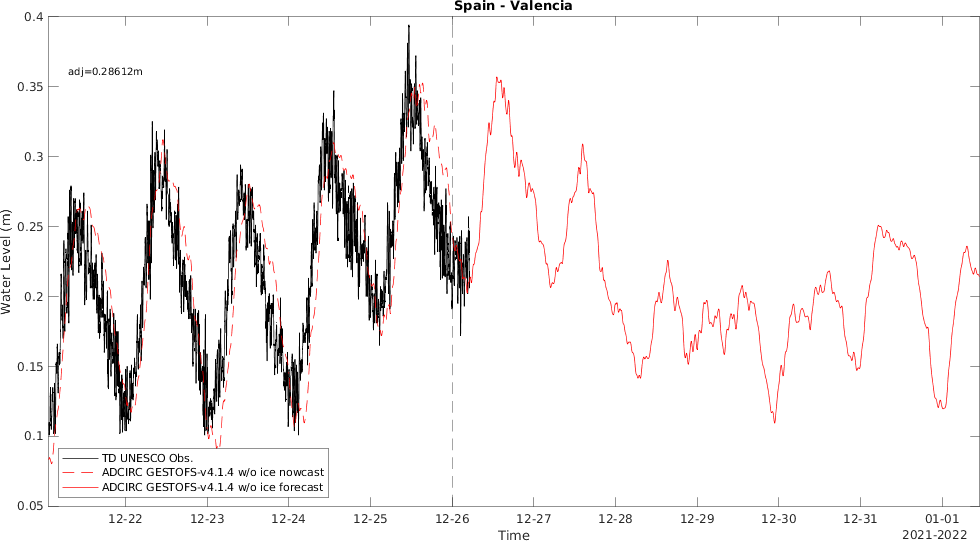 Spain - Valencia
0.4
0.35
0.3
0.25
0.2
0.15
0.1
0.05
Water Level (m)
adj=0.28612m
TD UNESCO Obs.
ADCIRC GESTOFS-v4.1.4 w/o ice nowcast
ADCIRC GESTOFS-v4.1.4 w/o ice forecast
12-22 12-23 12-24 12-25 12-26 12-27 12-28 12-29 12-30 12-31 01-01
Time
2021-2022